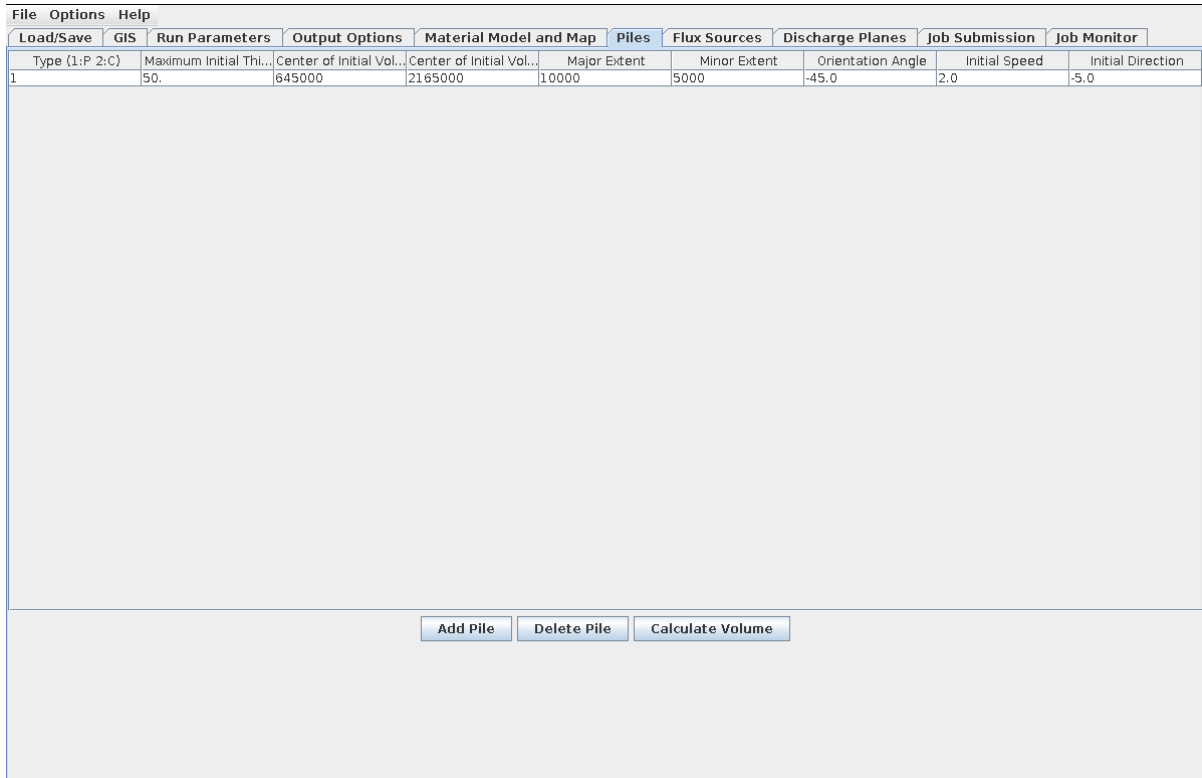 File Options Help
Load/Save GIS Run Parameters Output Options Material Model and Map Piles Flux Sources Discharge Planes Job Submission Job Monitor
Type {1:P 2:C} Maximum Initial Thi... Center of Initial Vol... Center of Initial Vol... Major Extent Minor Extent Orientation Angle Initial Speed Initial Direction
1 50. 645000 2165000 10000 5000 -45.0 2.0 -5.0
Add Pile Delete Pile Calculate Volume